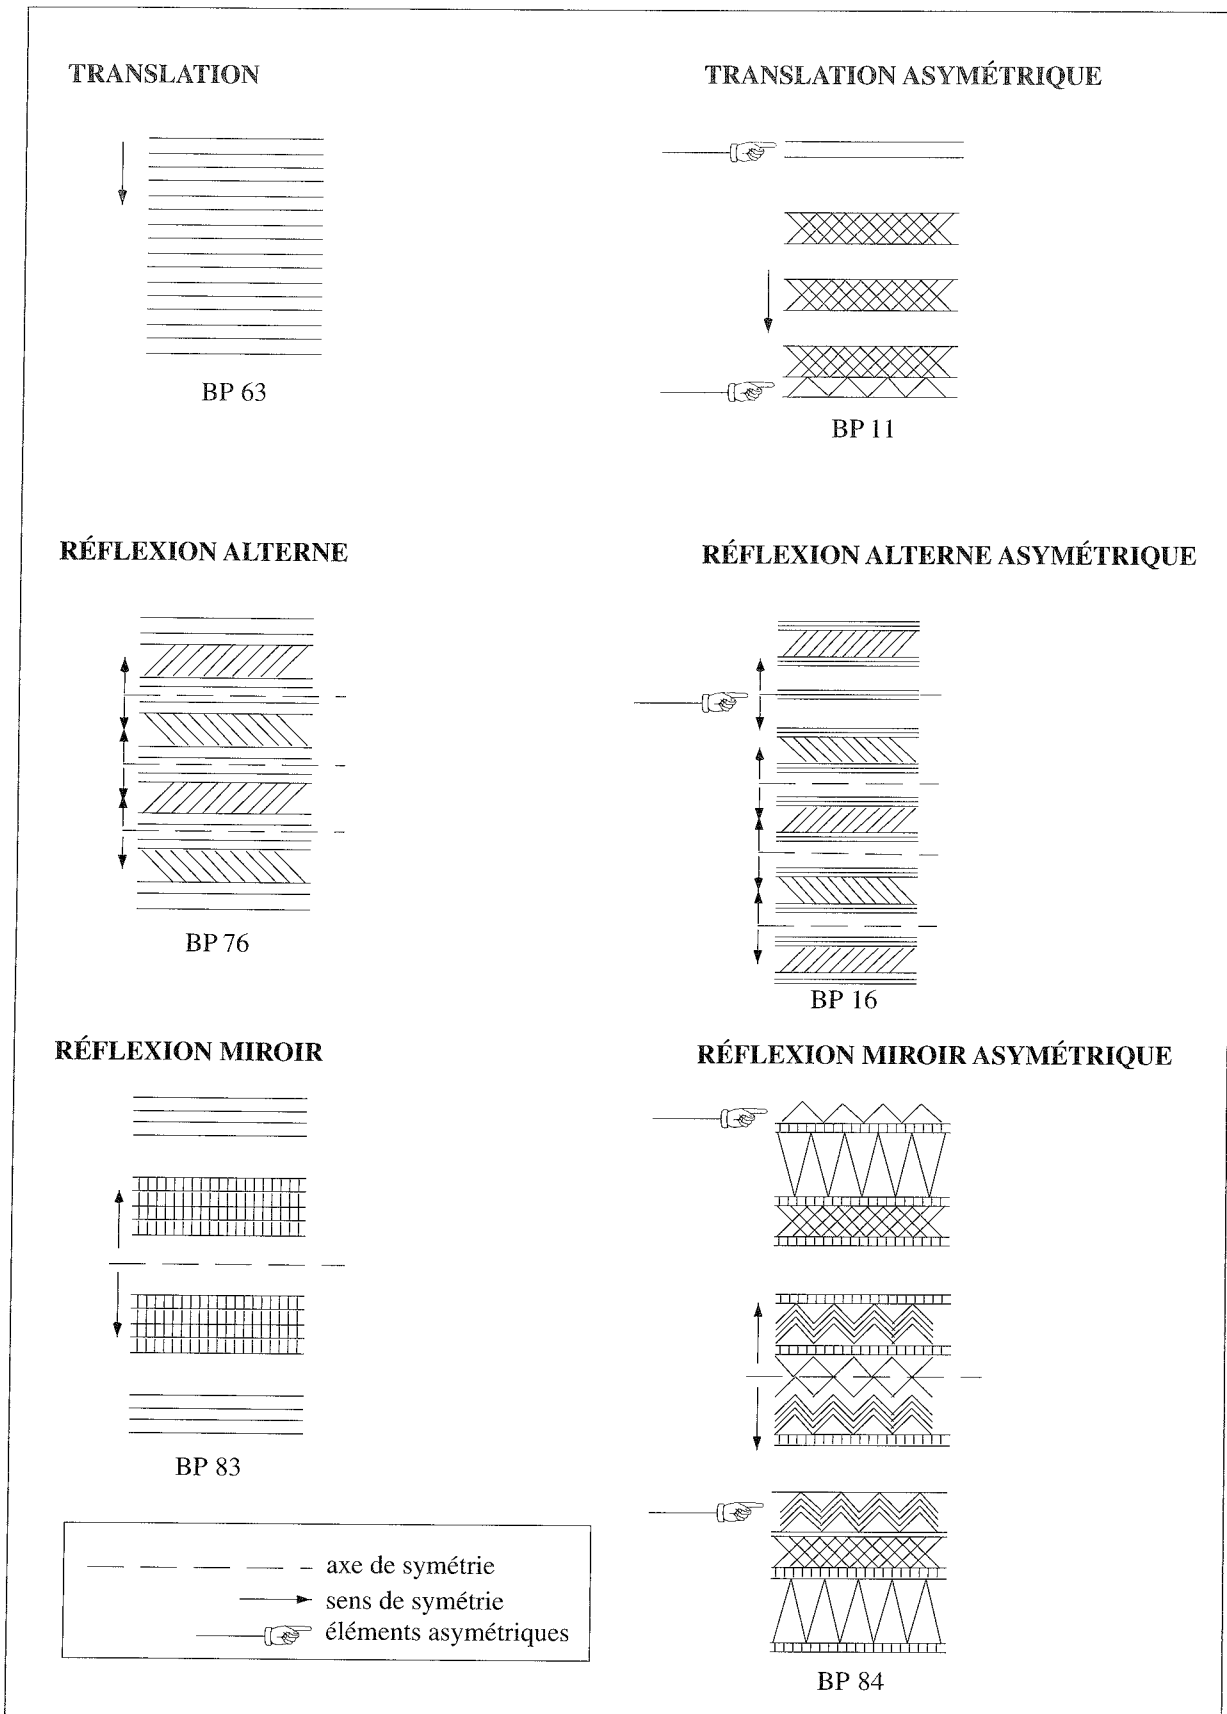 TRANSLATION
TRANSLATION ASYMÉTRIQUE
BP 63
BP 11
RÉFLEXION ALTERNE
RÉFLEXION ALTERNE ASYMÉTRIQUE
BP 76
BP 16
RÉFLEXION MIROIR
RÉFLEXION MIROIR ASYMÉTRIQUE
BP 83
axe de symétrie
sens de symétrie
éléments asymétriques
BP 84